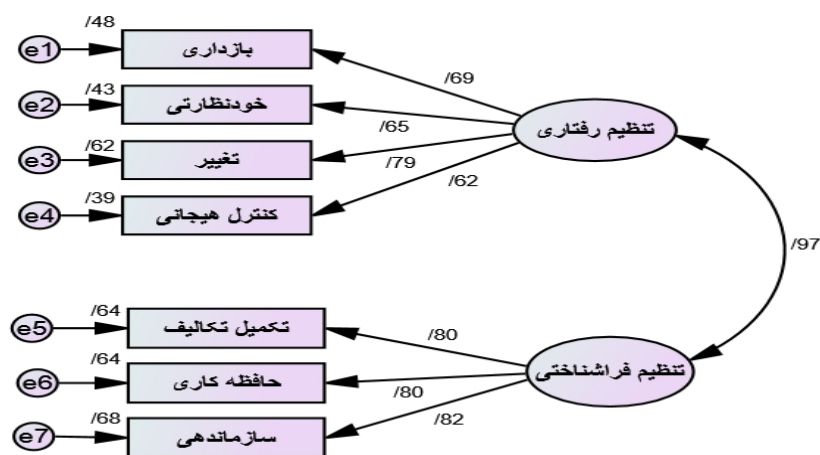 /48
e1
بازداری
/69
/43
e2
خودنظارتی
/65
تنظیم رفتاری
/62
e3
تغییر
/79
/39
e4
کنترل هیجانی
/62
/97
/64
e5
تکمیل تکالیف
/80
/64
e6
حافظه کاری
/80
تنظیم فراشناختی
/68
e7
سازماندهی
/82